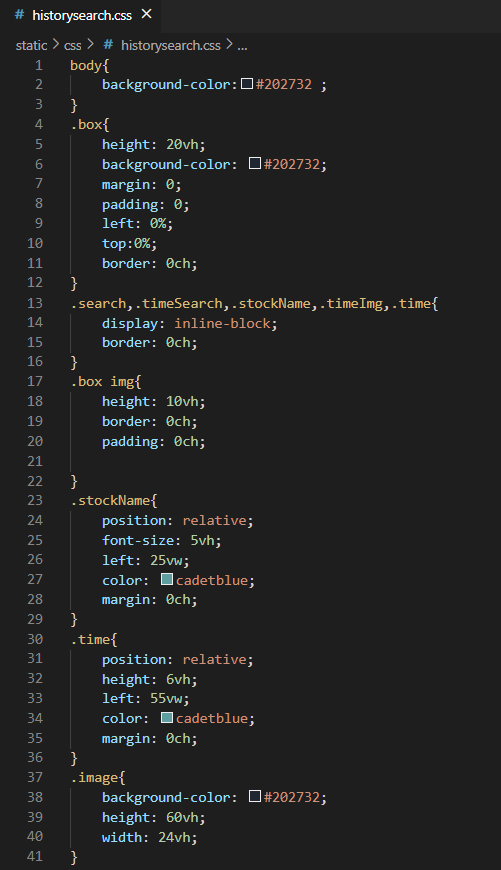 # historysearch.css ×
static > css > # historysearch.css > ...
1 body{
2     background-color:#202732 ;
3 }
4 .box{
5     height: 20vh;
6     background-color: #202732;
7     margin: 0;
8     padding: 0;
9     left: 0%;
10     top:0%;
11     border: 0ch;
12 }
13 .search,.timeSearch,.stockName,.timeImg,.time{
14     display: inline-block;
15     border: 0ch;
16 }
17 .box img{
18     height: 10vh;
19     border: 0ch;
20     padding: 0ch;
21
22 }
23 .stockName{
24     position: relative;
25     font-size: 5vh;
26     left: 25vw;
27     color: cadetblue;
28     margin: 0ch;
29 }
30 .time{
31     position: relative;
32     height: 6vh;
33     left: 55vw;
34     color: cadetblue;
35     margin: 0ch;
36 }
37 .image{
38     background-color: #202732;
39     height: 60vh;
40     width: 24vh;
41 }